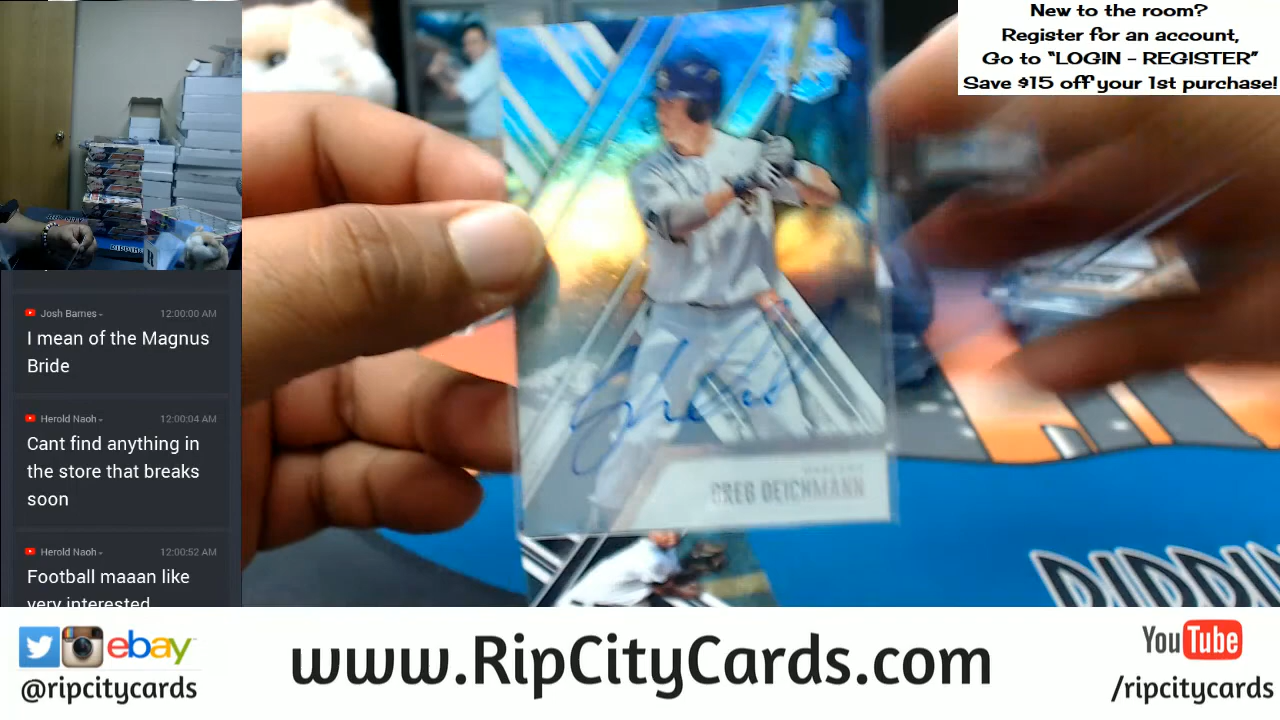 New to the room?
Register for an account,
Go to “LOGIN - REGISTER”
Save $15 off your 1st purchase!
Josh Barnes
12:00:00 AM
I mean of the Magnus
Bride
Herold Naoh
12:00:04 AM
Cant find anything in
the store that breaks
soon
Herold Naoh
12:00:52 AM
Football maaan like
very interested
GREG DEICHMANN
ebay
@ripcitycards
www.RipCityCards.com
YouTube
/ripcitycards